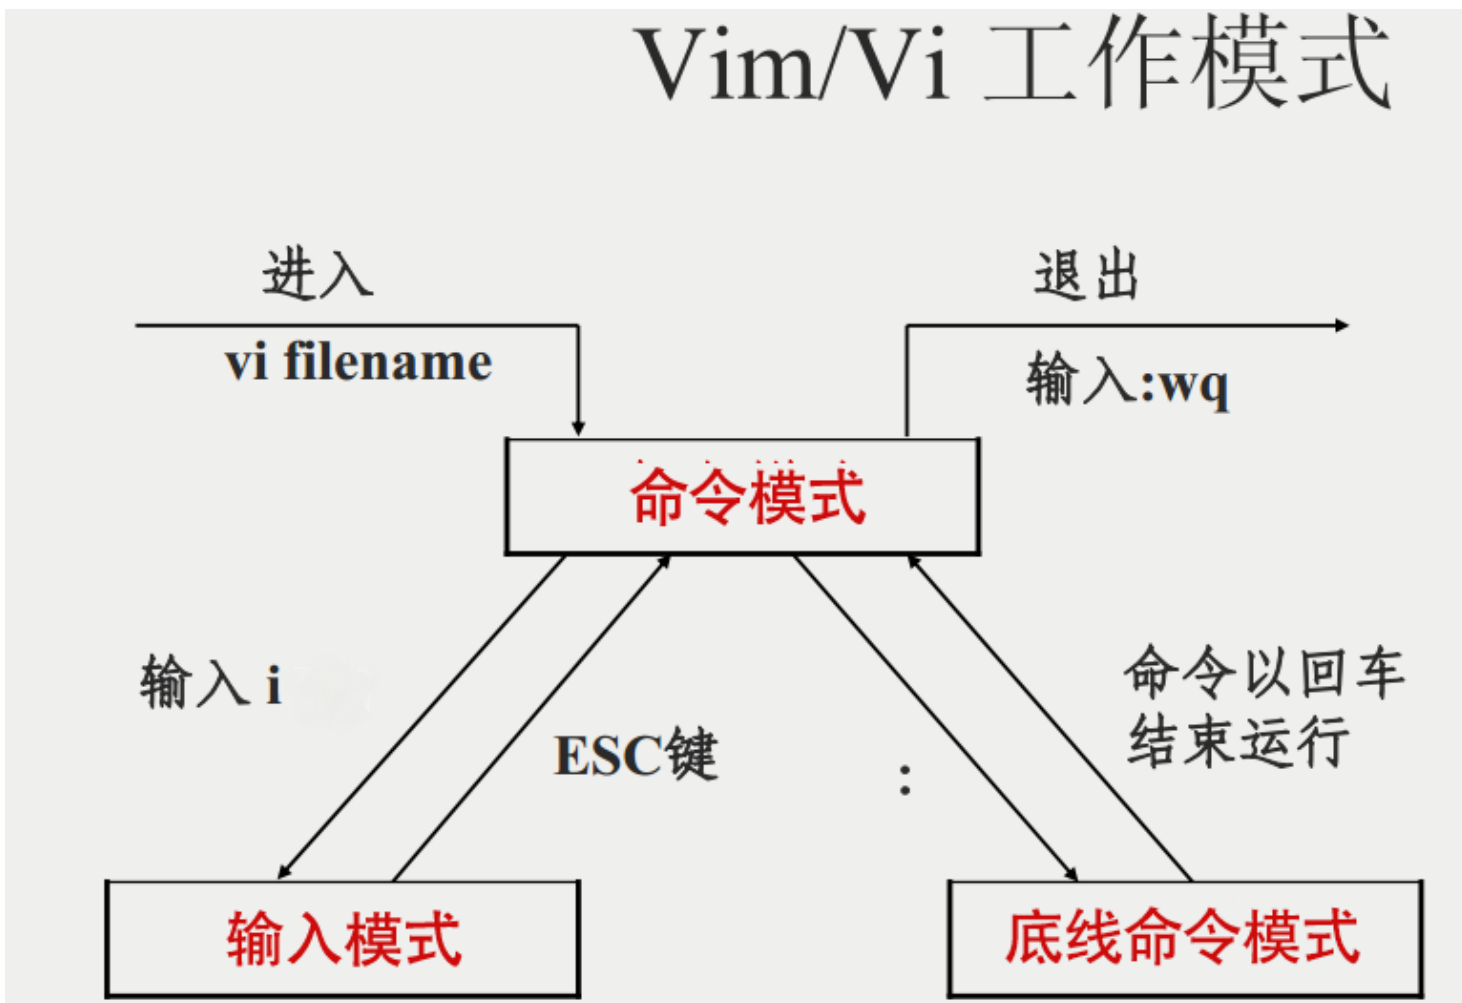 Vim/Vi 工作模式
进入
vi filename
退出
输入:wq
命令模式
输入 i
ESC键
:
命令以回车
结束运行
输入模式
底线命令模式